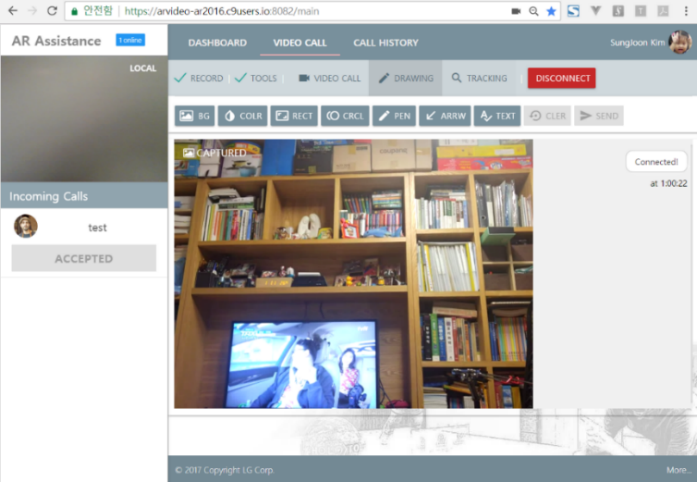 안전함 | https://arvideo-ar2016.c9users.io:8082/main
AR Assistance
1 online
DASHBOARD
VIDEO CALL
CALL HISTORY
SungJoon Kim
LOCAL
RECORD
TOOLS
VIDEO CALL
DRAWING
TRACKING
DISCONNECT
BG
COLR
RECT
CRCL
PEN
ARRW
TEXT
CLER
SEND
CAPTURED
Connected!
at 1:00:22
Incoming Calls
test
ACCEPTED
© 2017 Copyright LG Corp.
More...